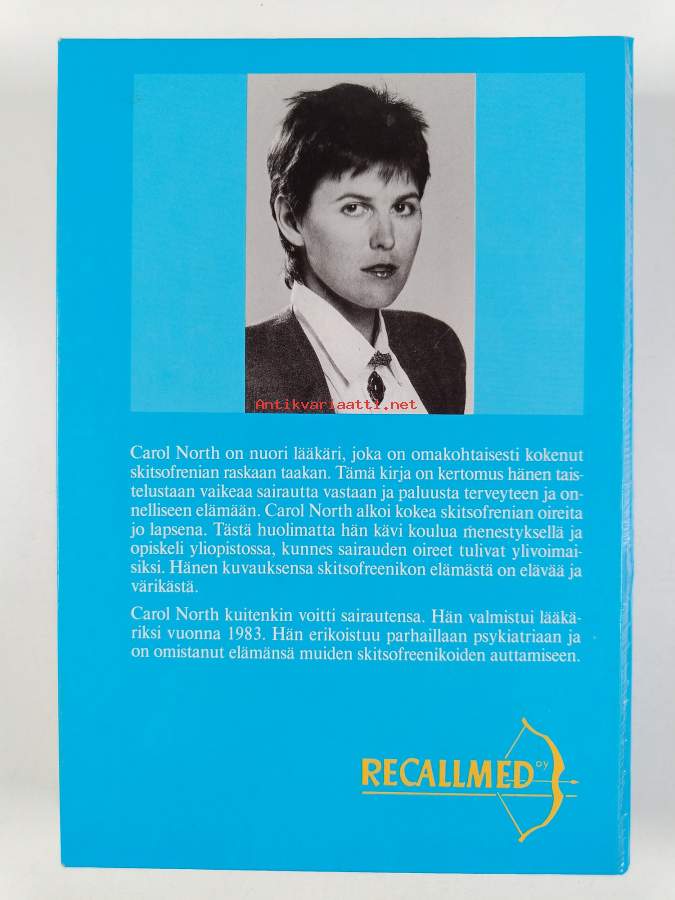 Antikvariaatti.net
Carol North on nuori lääkäri, joka on omakohtaisesti kokenut
skitsofrenian raskaan taakan. Tämä kirja on kertomus hänen tais-
telustaan vaikeaa sairautta vastaan ja paluusta terveyteen ja on-
nelliseen elämään. Carol North alkoi kokea skitsofrenian oireita
jo lapsena. Tästä huolimatta hän kävi koulua menestyksellä ja
opiskeli yliopistossa, kunnes sairauden oireet tulivat ylivoimai-
siksi. Hänen kuvauksensa skitsofreenikon elämästä on elävää ja
värikästä.
Carol North kuitenkin voitti sairautensa. Hän valmistui lääkä-
riksi vuonna 1983. Hän erikoistuu parhaillaan psykiatriaan ja
on omistanut elämänsä muiden skitsofreenikoiden auttamiseen.
RECALLMED OY